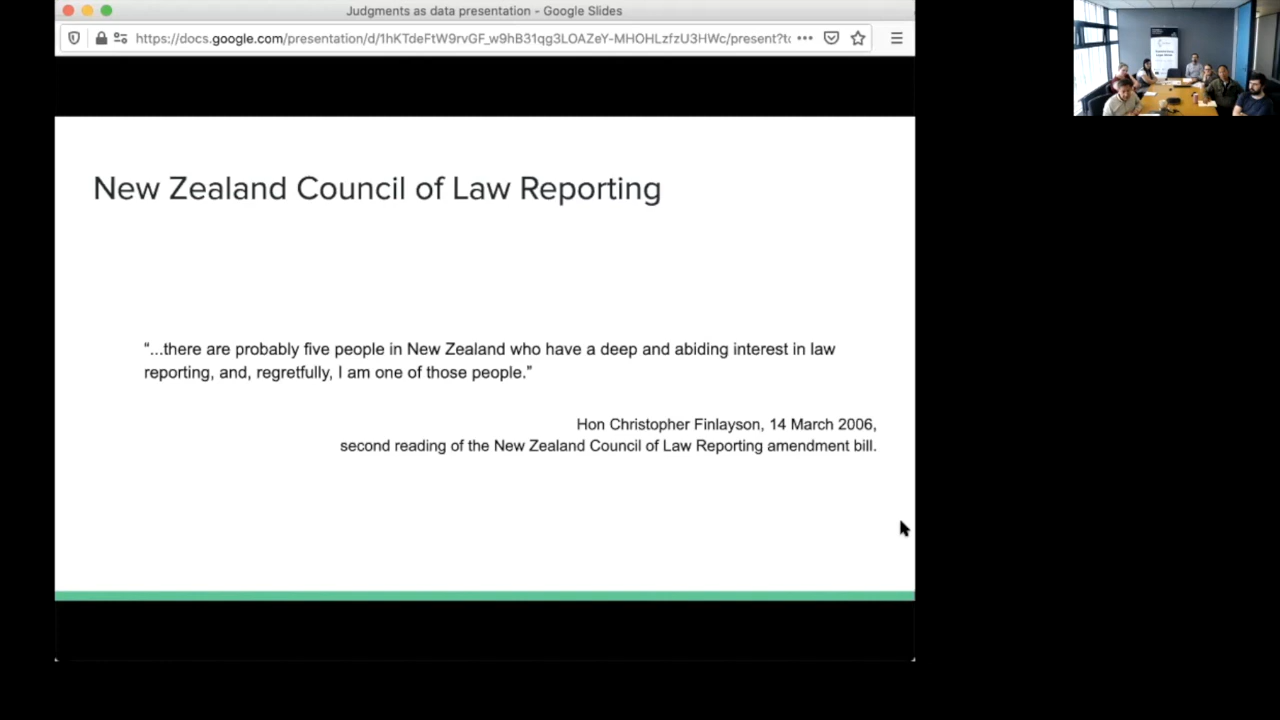 Judgments as data presentation - Google Slides
https://docs.google.com/presentation/d/1hKTdeFtW9rvGF_w9hB31qg3LOAZeY-MHOHLzfzU3HWc/present?to
New Zealand Council of Law Reporting
“...there are probably five people in New Zealand who have a deep and abiding interest in law
reporting, and, regretfully, I am one of those people.”
Hon Christopher Finlayson, 14 March 2006,
second reading of the New Zealand Council of Law Reporting amendment bill.